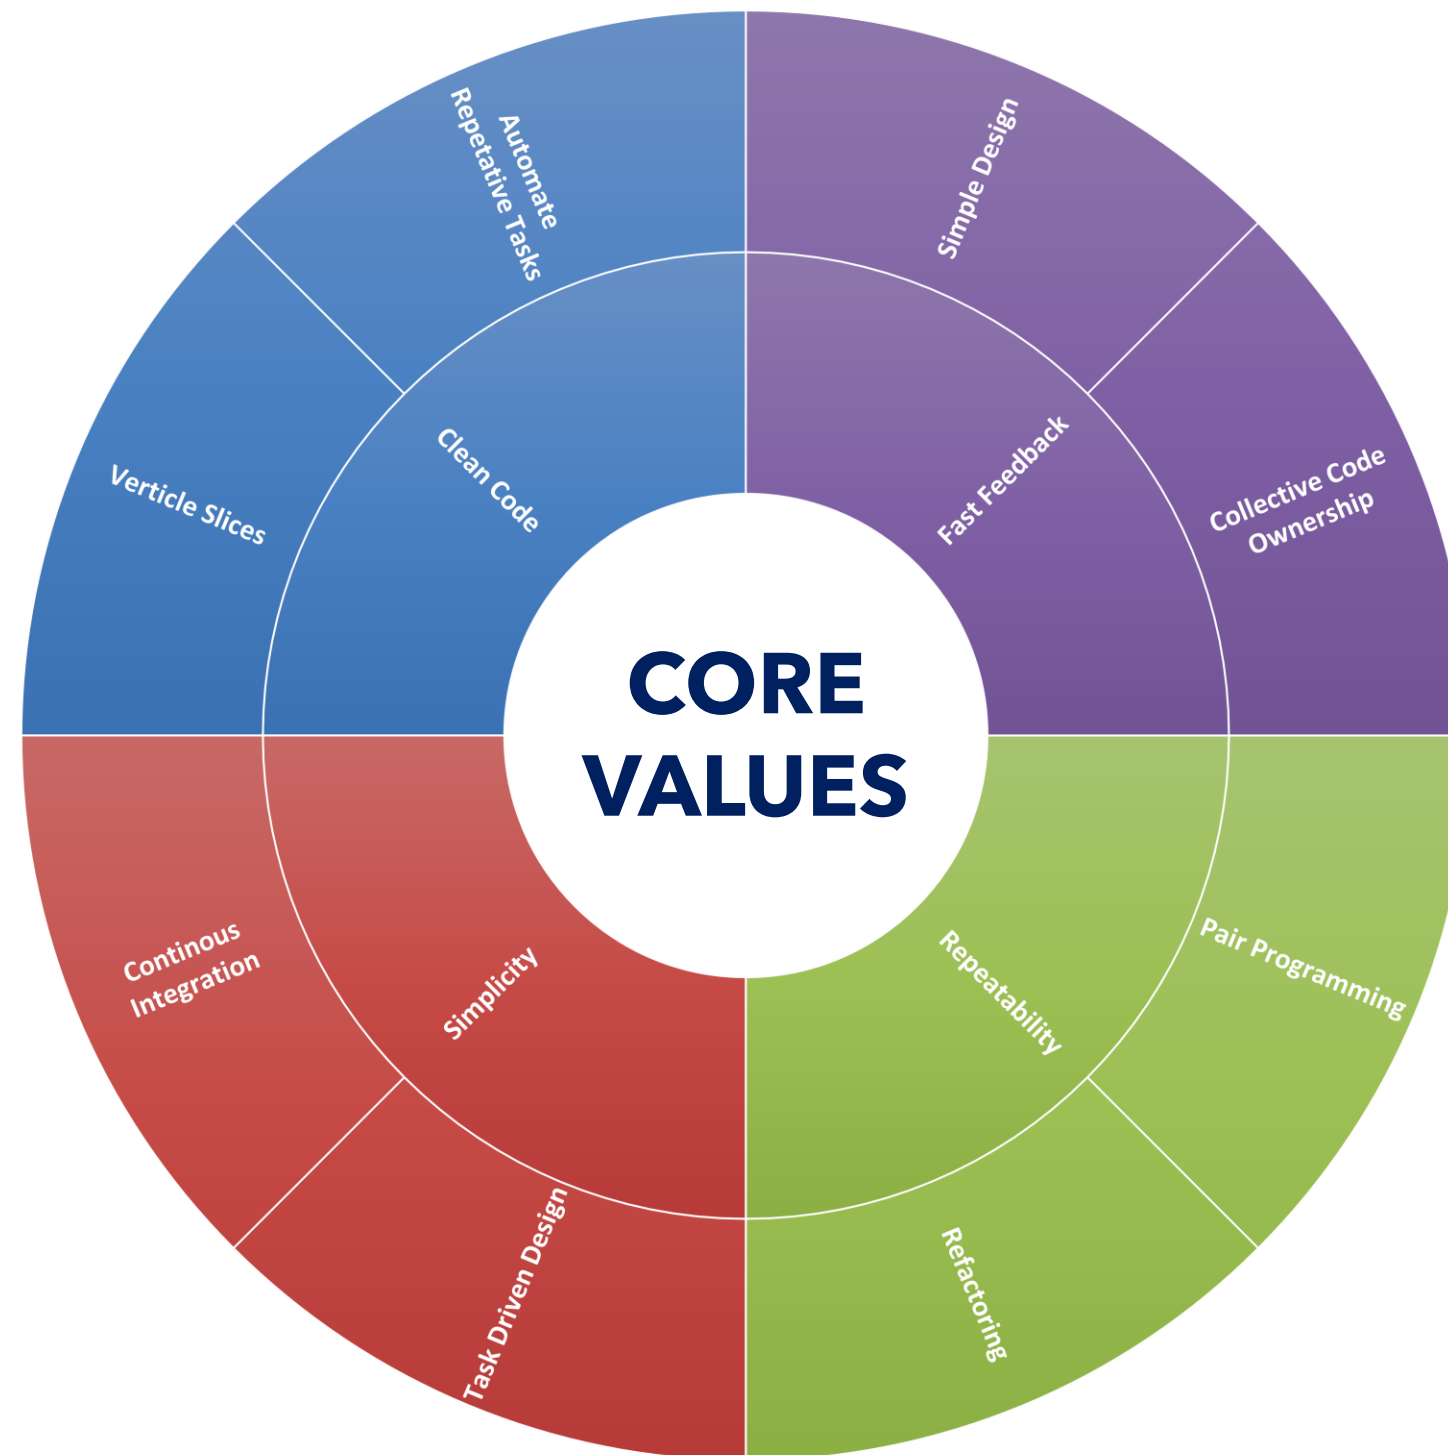 Automate
Repetative Tasks
Simple Design
Verticle Slices
Clean Code
Fast Feedback
Collective Code
Ownership
CORE
VALUES
Continous
Integration
Simplicity
Repeatability
Pair Programming
Task Driven Design
Refactoring